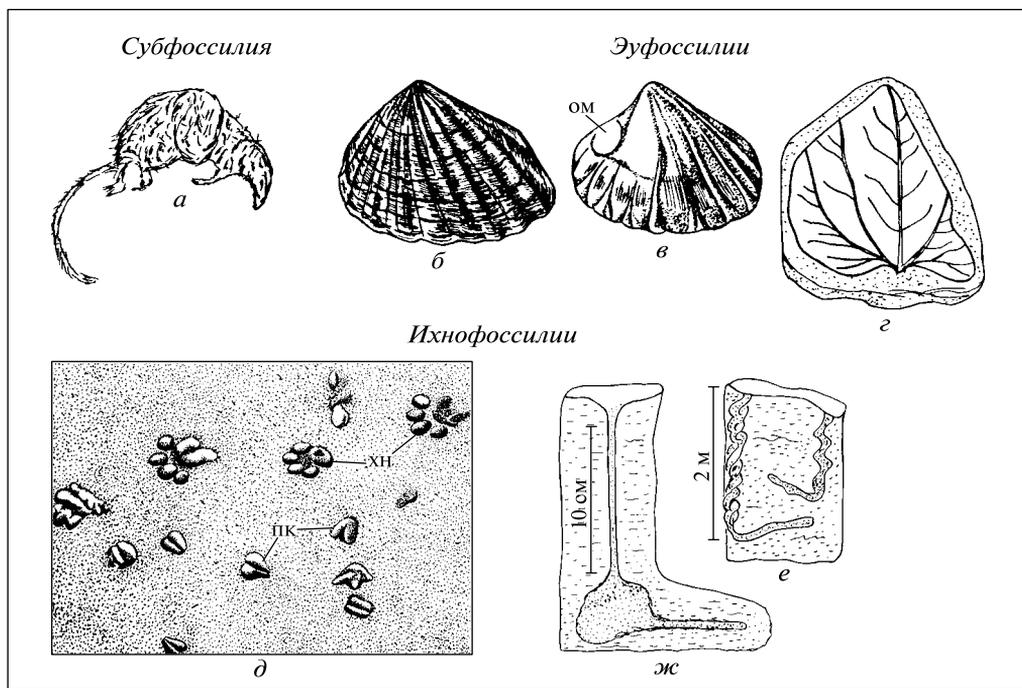 Субфоссилия
Эуфоссилии
ом
а
б
в
г
Ихнофоссилии
хн
пк
10 см
2 м
д
ж
е